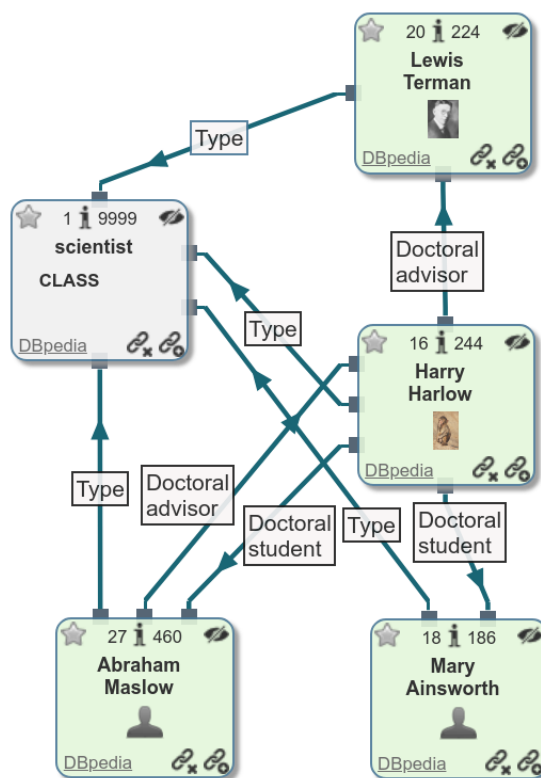 20 224
Lewis
Terman
DBpedia
Type
1 9999
scientist
CLASS
DBpedia
Doctoral
advisor
16 244
Harry
Harlow
DBpedia
Type
Type
Doctoral
advisor
Doctoral
student
Type
Doctoral
student
27 460
Abraham
Maslow
DBpedia
18 186
Mary
Ainsworth
DBpedia